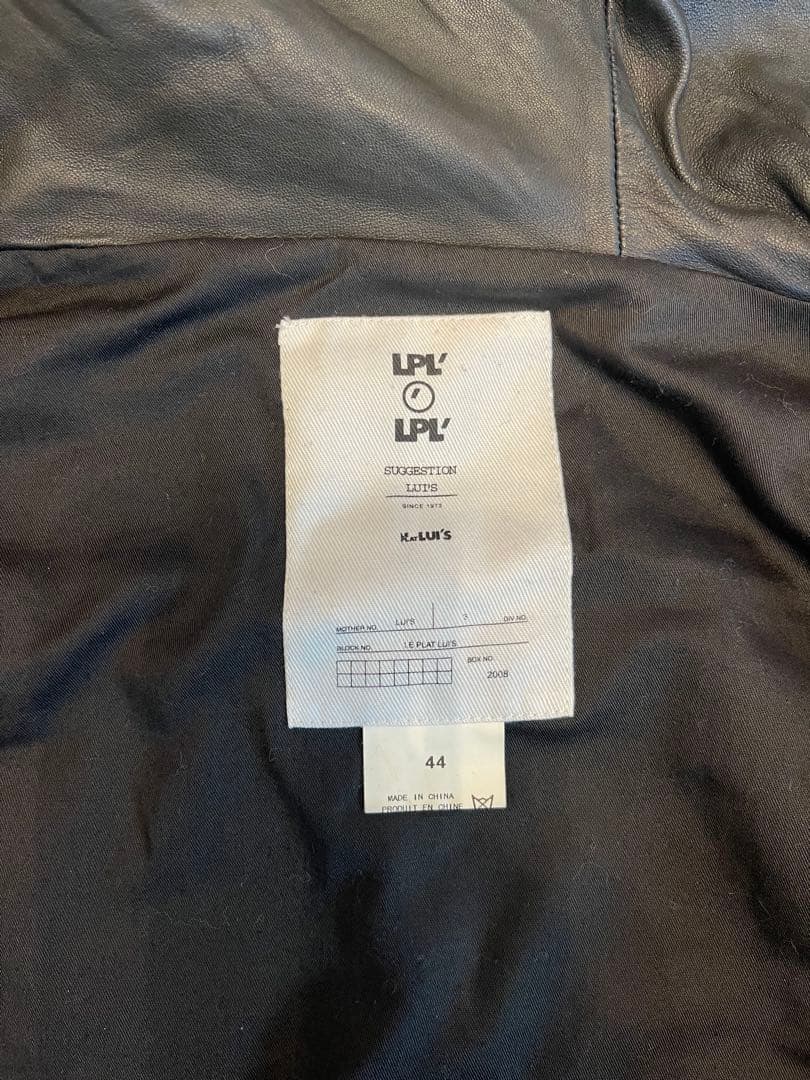 LPL'
LPL'
SUGGESTION
LUI'S
SINCE 1973
LUI'S
MOTHER NO. LUI'S 3 DIV NO.
BLOCK NO. LE PLAT LUI'S
BOX NO
2008
44
MADE IN CHINA
PRODUIT EN CHINE